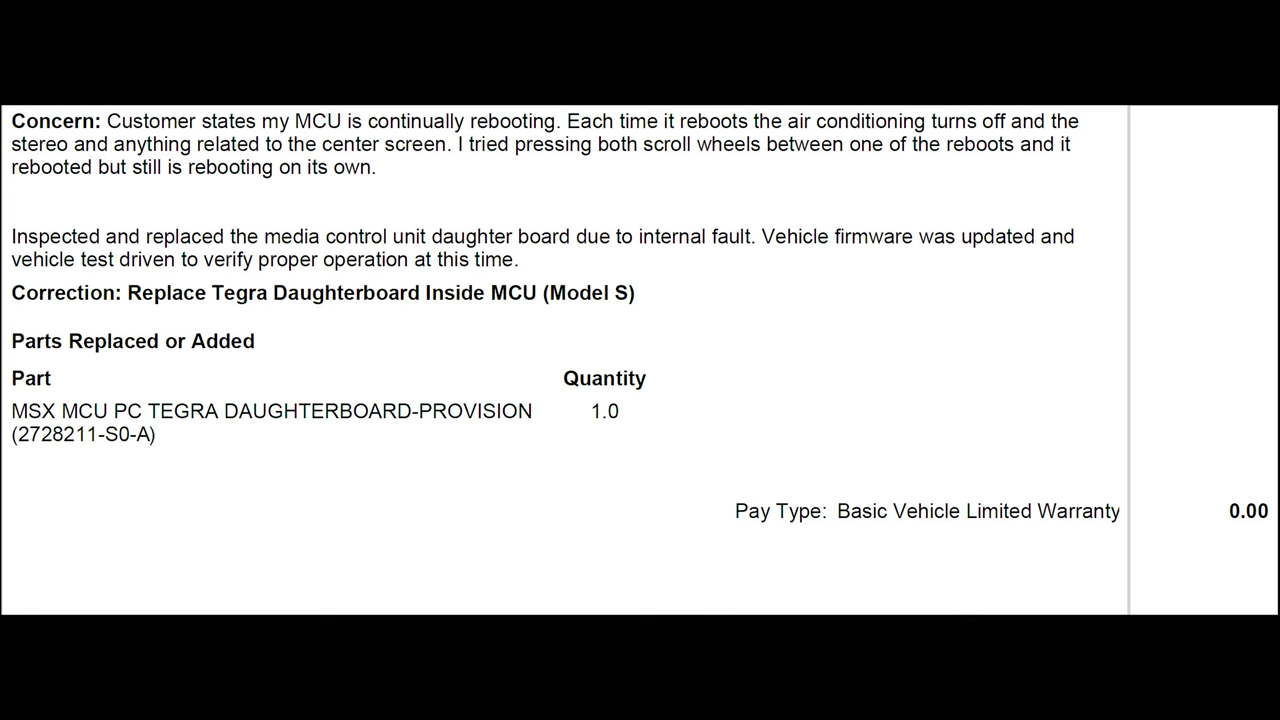 Concern: Customer states my MCU is continually rebooting. Each time it reboots the air conditioning turns off and the
stereo and anything related to the center screen. I tried pressing both scroll wheels between one of the reboots and it
rebooted but still is rebooting on its own.
Inspected and replaced the media control unit daughter board due to internal fault. Vehicle firmware was updated and
vehicle test driven to verify proper operation at this time.
Correction: Replace Tegra Daughterboard Inside MCU (Model S)
Parts Replaced or Added
Part Quantity
MSX MCU PC TEGRA DAUGHTERBOARD-PROVISION 1.0
(2728211-S0-A)
Pay Type: Basic Vehicle Limited Warranty 0.00